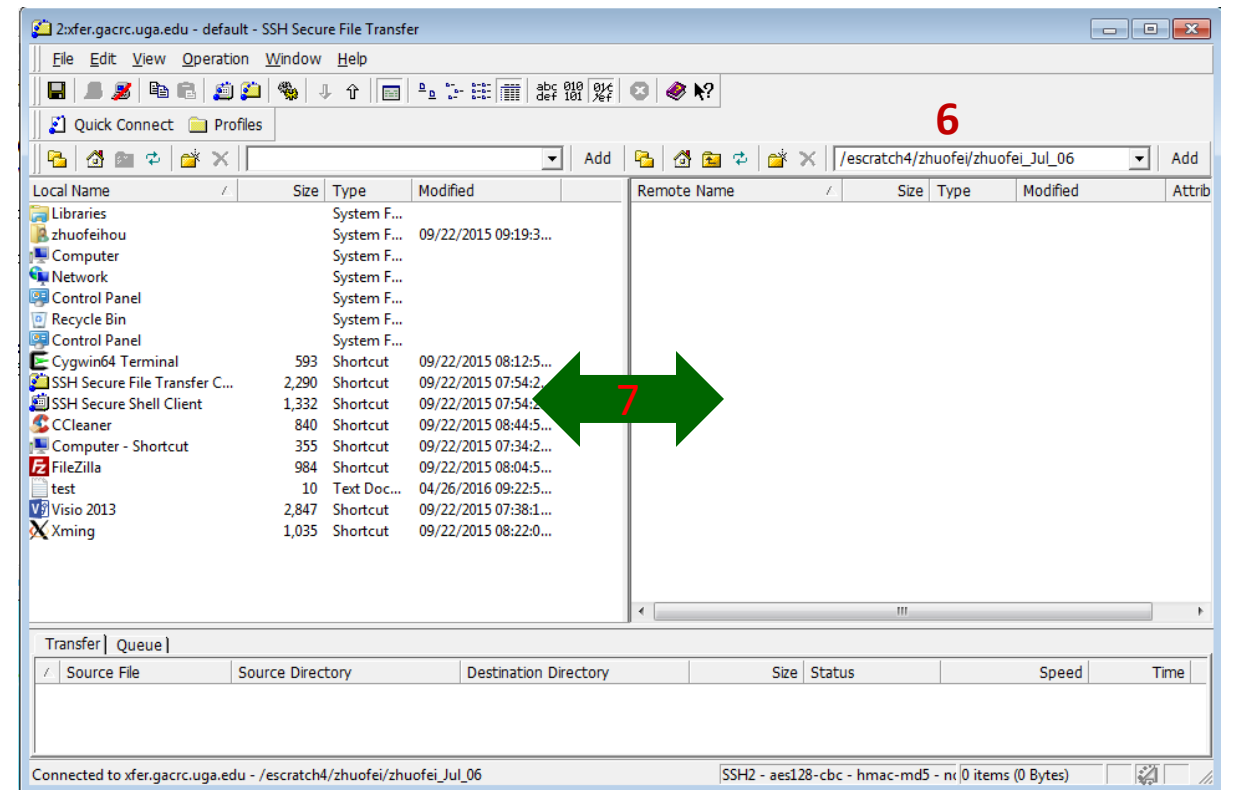 2:xfer.gacrc.uga.edu - default - SSH Secure File Transfer
File Edit View Operation Window Help
abc def 010 101
Quick Connect Profiles
6
Add /escratch4/zhuofei/zhuofei_Jul_06 Add
Local Name / Size Type Modified Remote Name / Size Type Modified Attrib
Libraries System F...
zhuofeihou System F... 09/22/2015 09:19:3...
Computer System F...
Network System F...
Control Panel System F...
Recycle Bin System F...
Control Panel System F...
Cygwin64 Terminal 593 Shortcut 09/22/2015 08:12:5...
SSH Secure File Transfer C... 2,290 Shortcut 09/22/2015 07:54:2...
7
SSH Secure Shell Client 1,332 Shortcut 09/22/2015 07:54:2...
CCleaner 840 Shortcut 09/22/2015 08:44:5...
Computer - Shortcut 355 Shortcut 09/22/2015 07:34:2...
FileZilla 984 Shortcut 09/22/2015 08:04:5...
test 10 Text Doc... 04/26/2016 09:22:5...
Visio 2013 2,847 Shortcut 09/22/2015 07:38:1...
Xming 1,035 Shortcut 09/22/2015 08:22:0...
Transfer Queue
/ Source File Source Directory Destination Directory Size Status Speed Time
Connected to xfer.gacrc.uga.edu - /escratch4/zhuofei/zhuofei_Jul_06 SSH2 - aes128-cbc - hmac-md5 - nc 0 items (0 Bytes)